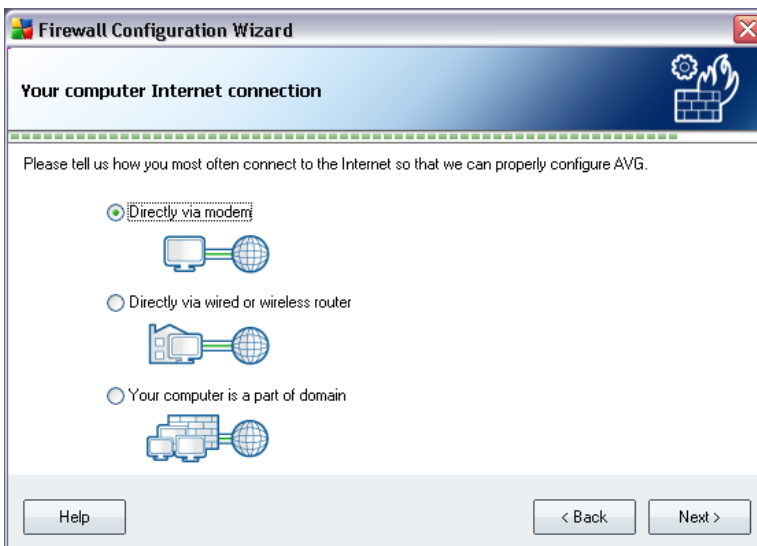 Firewall Configuration Wizard
Your computer Internet connection
Please tell us how you most often connect to the Internet so that we can properly configure AVG.
Directly via modem
Directly via wired or wireless router
Your computer is a part of domain
Help
< Back
Next >